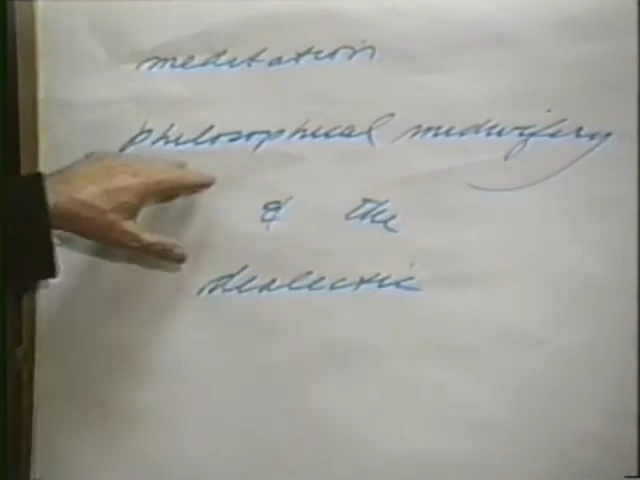 meditation
philosophical midwifery
& the
dialectic